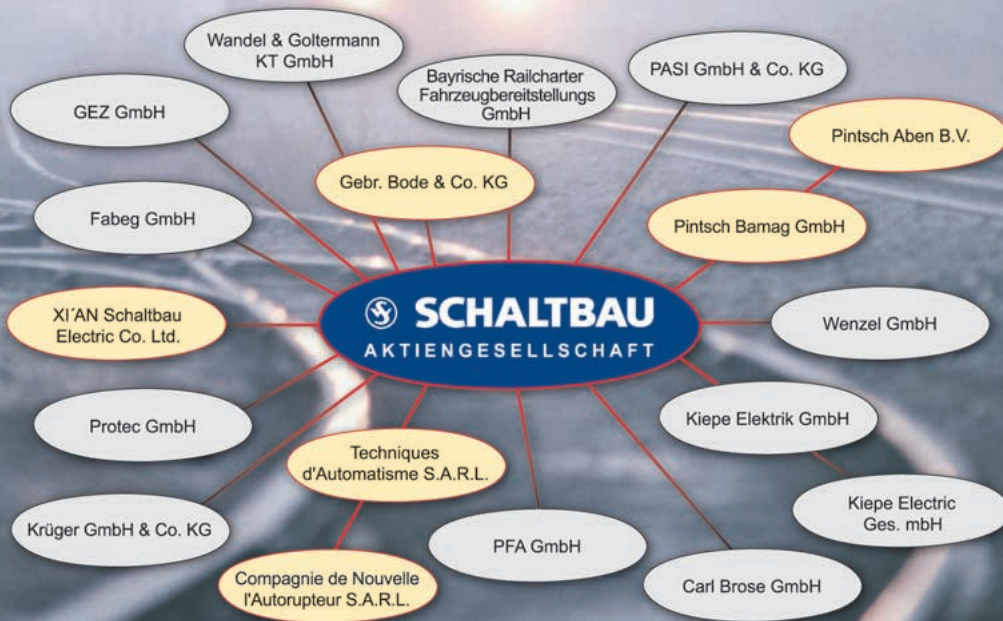 Wandel & Goltermann
KT GmbH
Bayrische Railcharter
Fahrzeugbereitstellungs
GmbH
PASI GmbH & Co. KG
GEZ GmbH
Pintsch Aben B.V.
Gebr. Bode & Co. KG
Fabeg GmbH
Pintsch Bamag GmbH
SCHALTBAU
AKTIENGESELLSCHAFT
XI´AN Schaltbau
Electric Co. Ltd.
Wenzel GmbH
Protec GmbH
Kiepe Elektrik GmbH
Techniques
d'Automatisme S.A.R.L.
Krüger GmbH & Co. KG
Kiepe Electric
Ges. mbH
PFA GmbH
Compagnie de Nouvelle
l'Autorupteur S.A.R.L.
Carl Brose GmbH